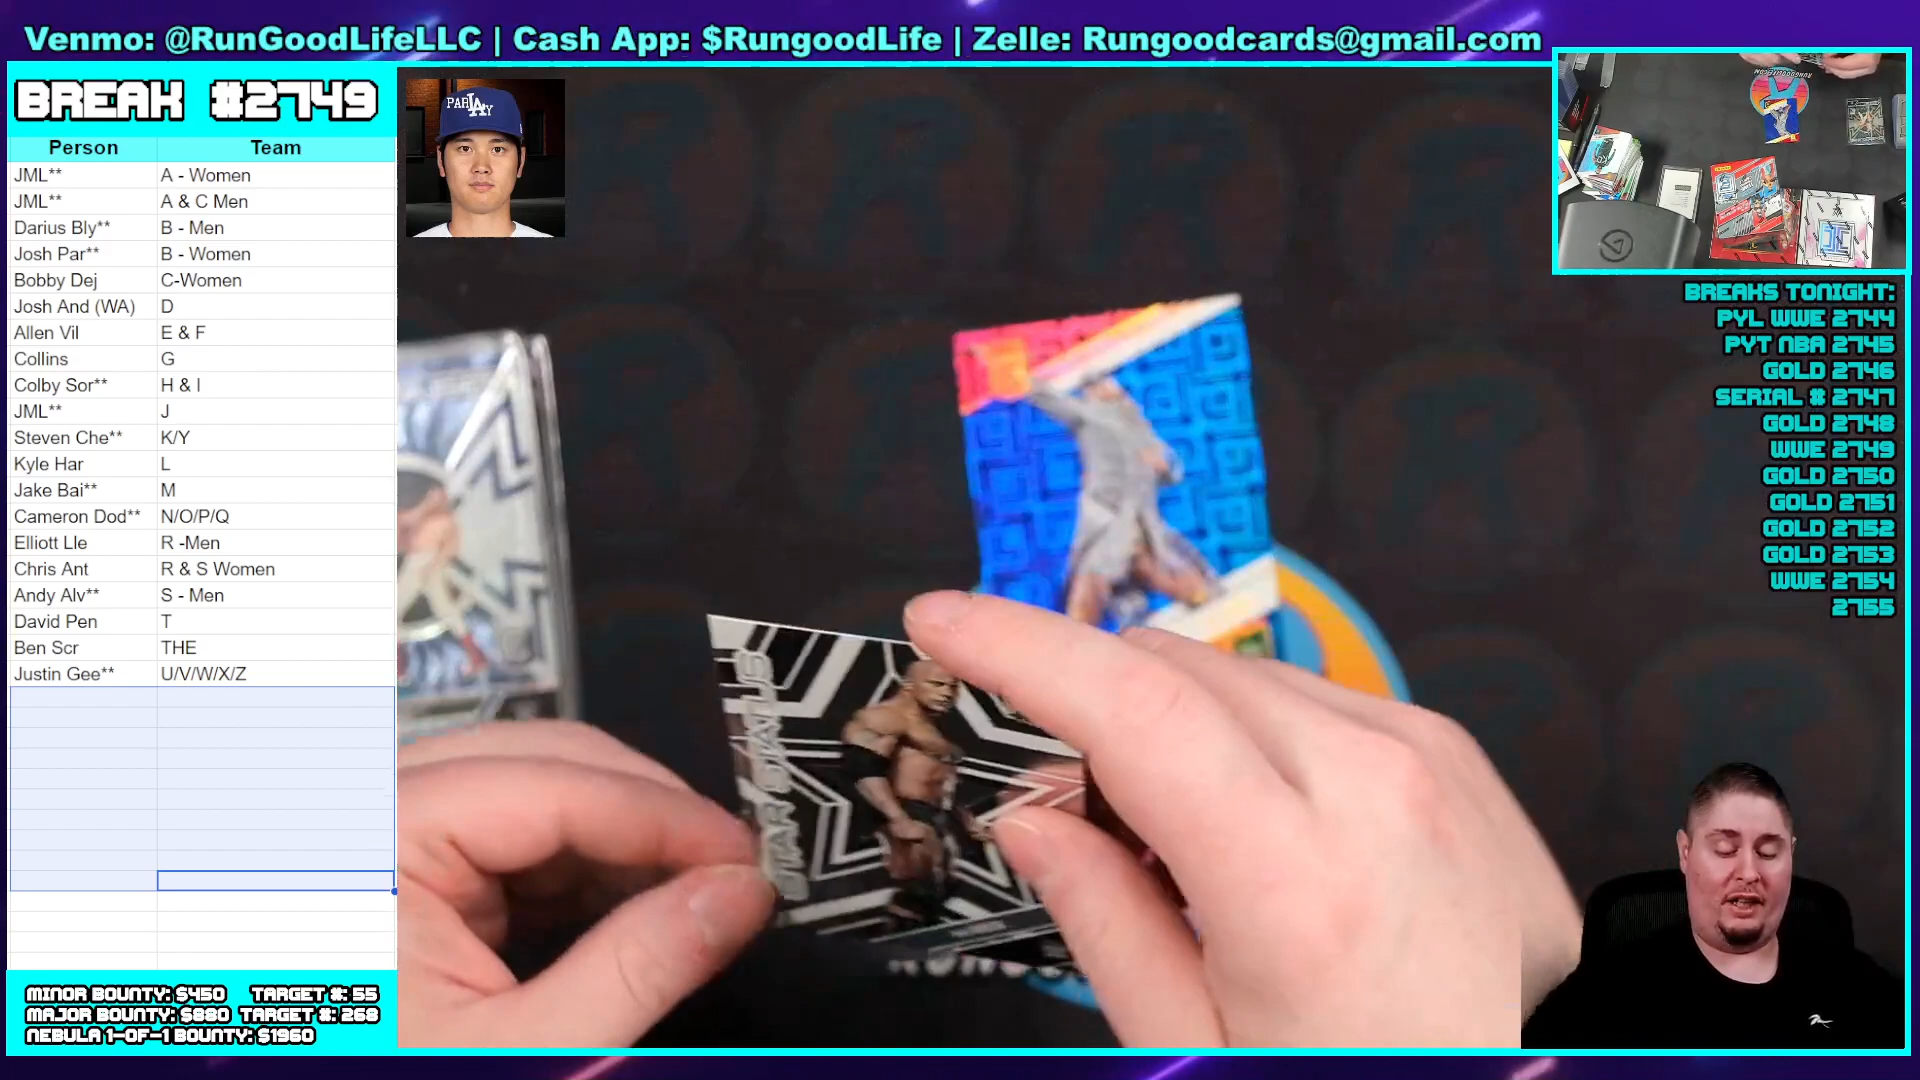 Venmo: @RunGoodLifeLLC | Cash App: $RungoodLife | Zelle: Rungoodcards@gmail.com
BREAK #2749
Person Team
JML** A - Women
JML** A & C Men
Darius Bly** B - Men
Josh Par** B - Women
Bobby Dej C-Women
Josh And (WA) D
Allen Vil E & F
Collins G
Colby Sor** H & I
JML** J
Steven Che** K/Y
Kyle Har L
Jake Bai** M
Cameron Dod** N/O/P/Q
Elliott Lle R -Men
Chris Ant R & S Women
Andy Alv** S - Men
David Pen T
Ben Scr THE
Justin Gee** U/V/W/X/Z
MINOR BOUNTY: $450 TARGET #: 55
MAJOR BOUNTY: $880 TARGET #: 268
NEBULA 1-OF-1 BOUNTY: $1960
PARLAY
STAR STATUS
BREAKS TONIGHT:
PYL WWE 2744
PYT NBA 2745
GOLD 2746
SERIAL # 2747
GOLD 2748
WWE 2749
GOLD 2750
GOLD 2751
GOLD 2752
GOLD 2753
WWE 2754
2755